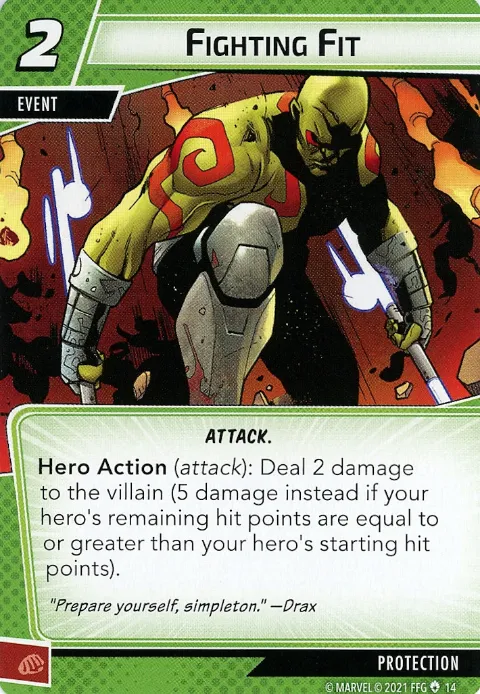 2
FIGHTING FIT
EVENT
ATTACK.
Hero Action (attack): Deal 2 damage
to the villain (5 damage instead if your
hero's remaining hit points are equal to
or greater than your hero's starting hit
points).
"Prepare yourself, simpleton." —Drax
PROTECTION
© MARVEL © 2021 FFG 14